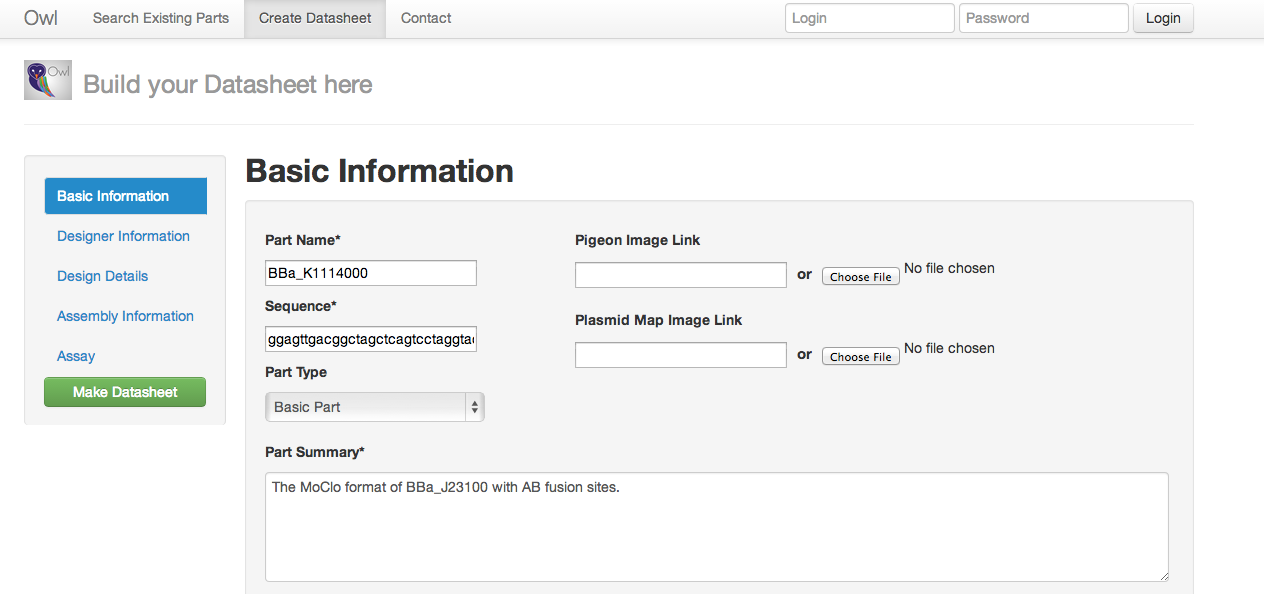 Owl Search Existing Parts Create Datasheet Contact Login Password Login
Owl Build your Datasheet here
Basic Information
Designer Information
Design Details
Assembly Information
Assay
Make Datasheet
Basic Information
Part Name*
BBa_K1114000
Sequence*
ggagttgacggctagctcagtcctaggta
Part Type
Basic Part
Pigeon Image Link
or Choose File No file chosen
Plasmid Map Image Link
or Choose File No file chosen
Part Summary*
The MoClo format of BBa_J23100 with AB fusion sites.